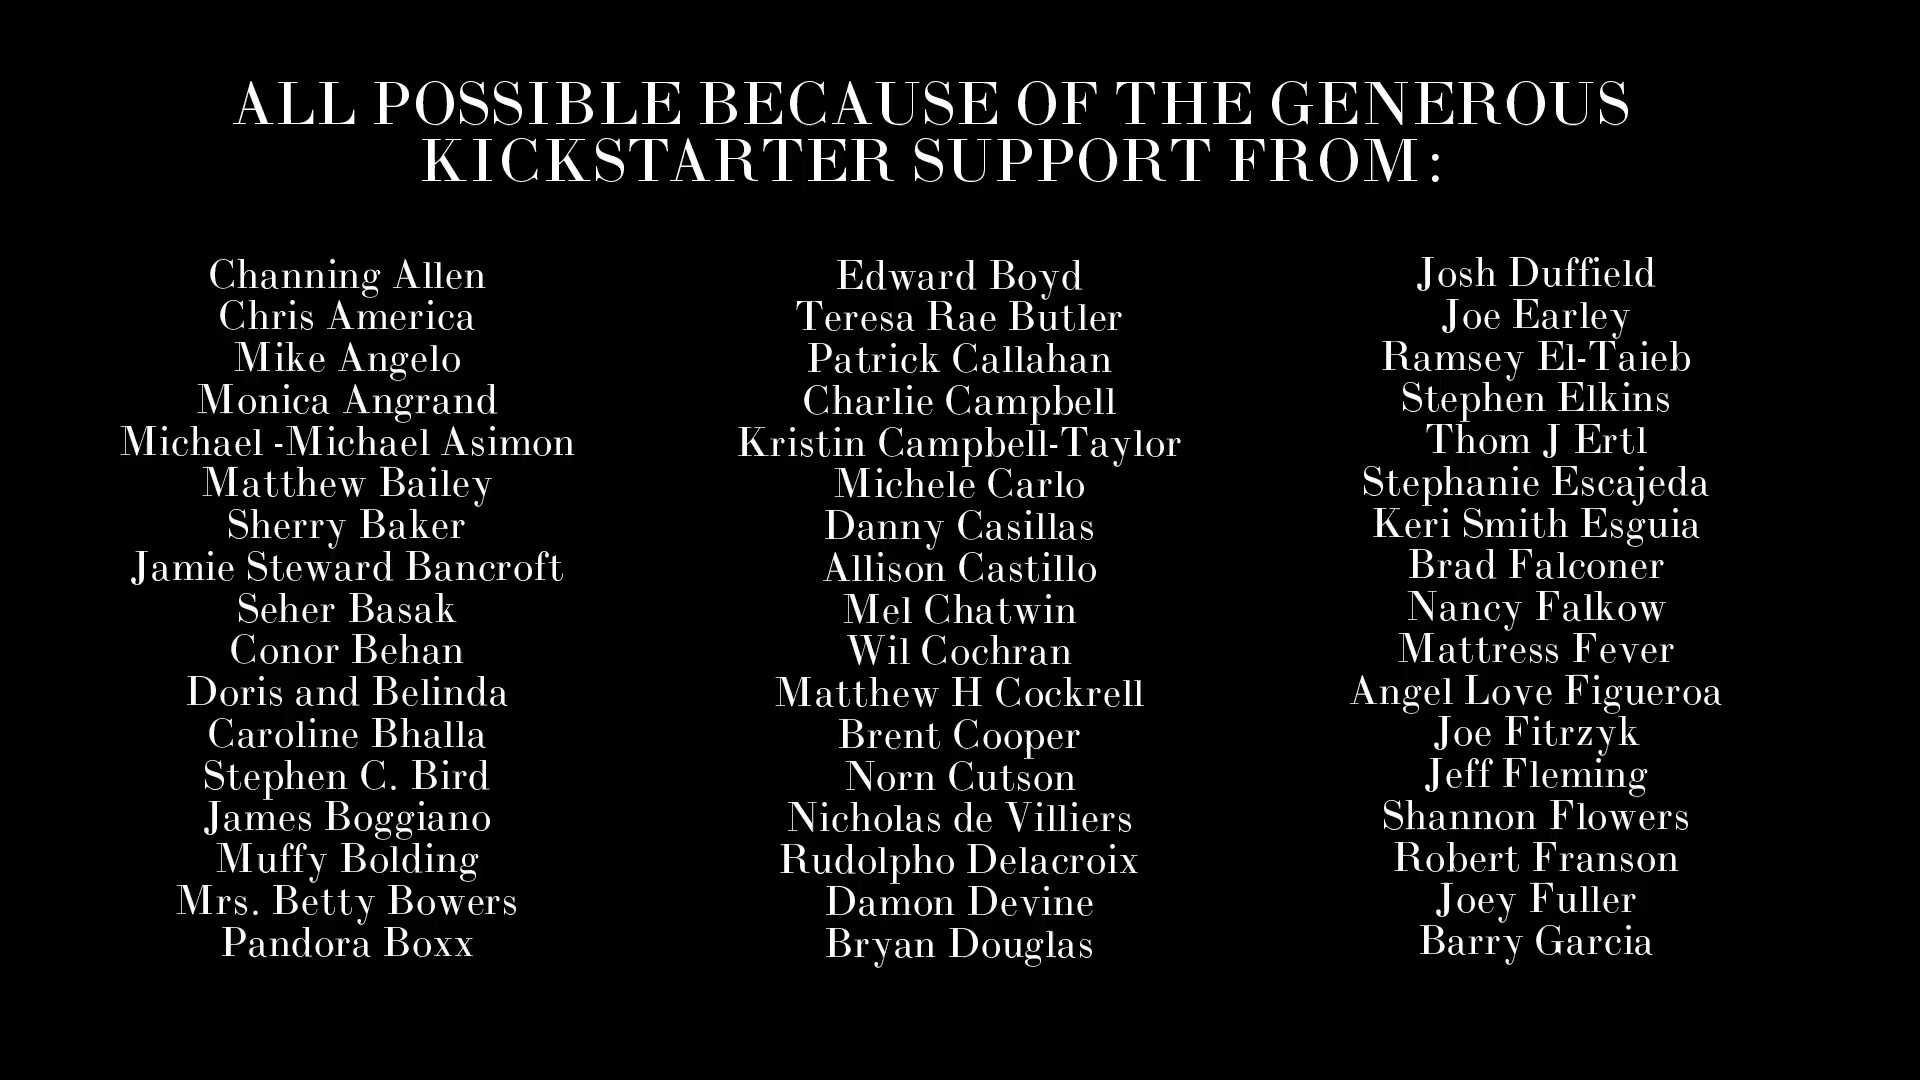 ALL POSSIBLE BECAUSE OF THE GENEROUS
KICKSTARTER SUPPORT FROM:
Channing Allen
Chris America
Mike Angelo
Monica Angrand
Michael -Michael Asimon
Matthew Bailey
Sherry Baker
Jamie Steward Bancroft
Seher Basak
Conor Behan
Doris and Belinda
Caroline Bhalla
Stephen C. Bird
James Boggiano
Muffy Bolding
Mrs. Betty Bowers
Pandora Boxx
Edward Boyd
Teresa Rae Butler
Patrick Callahan
Charlie Campbell
Kristin Campbell-Taylor
Michele Carlo
Danny Casillas
Allison Castillo
Mel Chatwin
Wil Cochran
Matthew H Cockrell
Brent Cooper
Norn Cutson
Nicholas de Villiers
Rudolpho Delacroix
Damon Devine
Bryan Douglas
Josh Duffield
Joe Earley
Ramsey El-Taieb
Stephen Elkins
Thom J Ertl
Stephanie Escajeda
Keri Smith Esguia
Brad Falconer
Nancy Falkow
Mattress Fever
Angel Love Figueroa
Joe Fitrzyk
Jeff Fleming
Shannon Flowers
Robert Franson
Joey Fuller
Barry Garcia